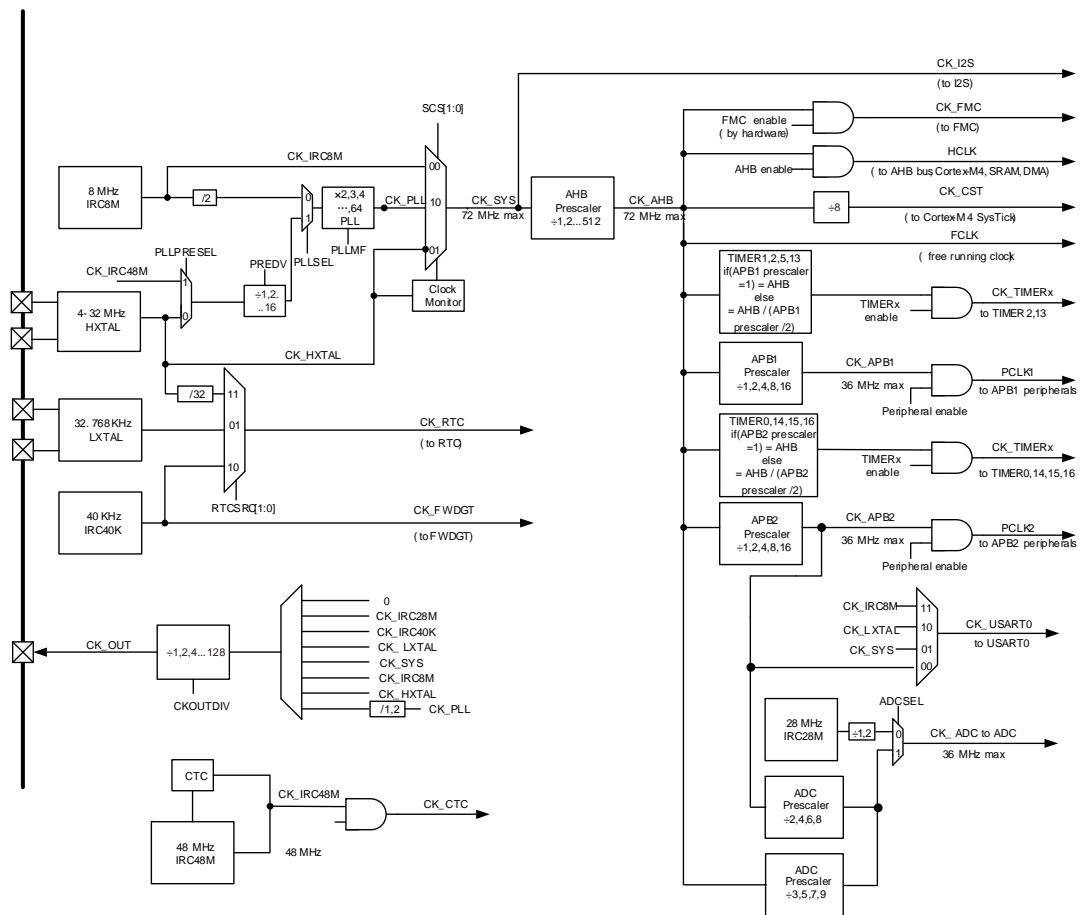 CK_I2S
(to I2S)
SCS[1:0]
CK_FMC
FMC enable
( by hardware)
(to FMC)
CK_IRC8M
00
HCLK
AHB enable
( to AHB bus,Cortex-M4, SRAM, DMA)
8 MHz
IRC8M
/2
0
1
×2,3,4
…,64
PLL
CK_PLL
10
CK_SYS
72 MHz max
AHB
Prescaler
÷1,2...512
CK_AHB
72 MHz max
CK_CST
÷8
(to Cortex-M4 SysTick)
PLLSEL
PLLMF
01
FCLK
( free running clock)
PLLPRESEL
CK_IRC48M
1
0
PREDV
÷1,2.
..16
Clock
Monitor
4- 32 MHz
HXTAL
TIMER1,2,5,13
if(APB1 prescaler
=1) = AHB
else
= AHB / (APB1
prescaler /2)
TIMERx
enable
CK_TIMERx
to TIMER 2,13
CK_HXTAL
/32
11
01
10
32. 768 KHz
LXTAL
CK_RTC
( to RTC)
APB1
Prescaler
÷1,2,4,8,16
CK_APB1
36 MHz max
Peripheral enable
PCLK1
to APB1 peripherals
TIMER0,14,15,16
if(APB2 prescaler
=1) = AHB
else
= AHB / (APB2
prescaler /2)
TIMERx
enable
CK_TIMERx
to TIMER0,14,15,16
40 KHz
IRC40K
RTCSRC[1:0]
CK_FWDGT
( to FWDGT)
APB2
Prescaler
÷1,2,4,8,16
CK_APB2
36 MHz max
Peripheral enable
PCLK2
to APB2 peripherals
CK_OUT
÷1,2,4...128
CKOUTDIV
0
CK_IRC28M
CK_IRC40K
CK_ LXTAL
CK_SYS
CK_IRC8M
CK_HXTAL
/1,2
CK_PLL
CK_IRC8M
11
CK_LXTAL
10
CK_SYS
01
00
CK_USART0
to USART0
ADCSEL
28 MHz
IRC28M
÷1,2
0
1
CK_ ADC to ADC
36 MHz max
CTC
CK_IRC48M
CK_CTC
48 MHz
IRC48M
48 MHz
ADC
Prescaler
÷2,4,6,8
ADC
Prescaler
÷3,5,7,9